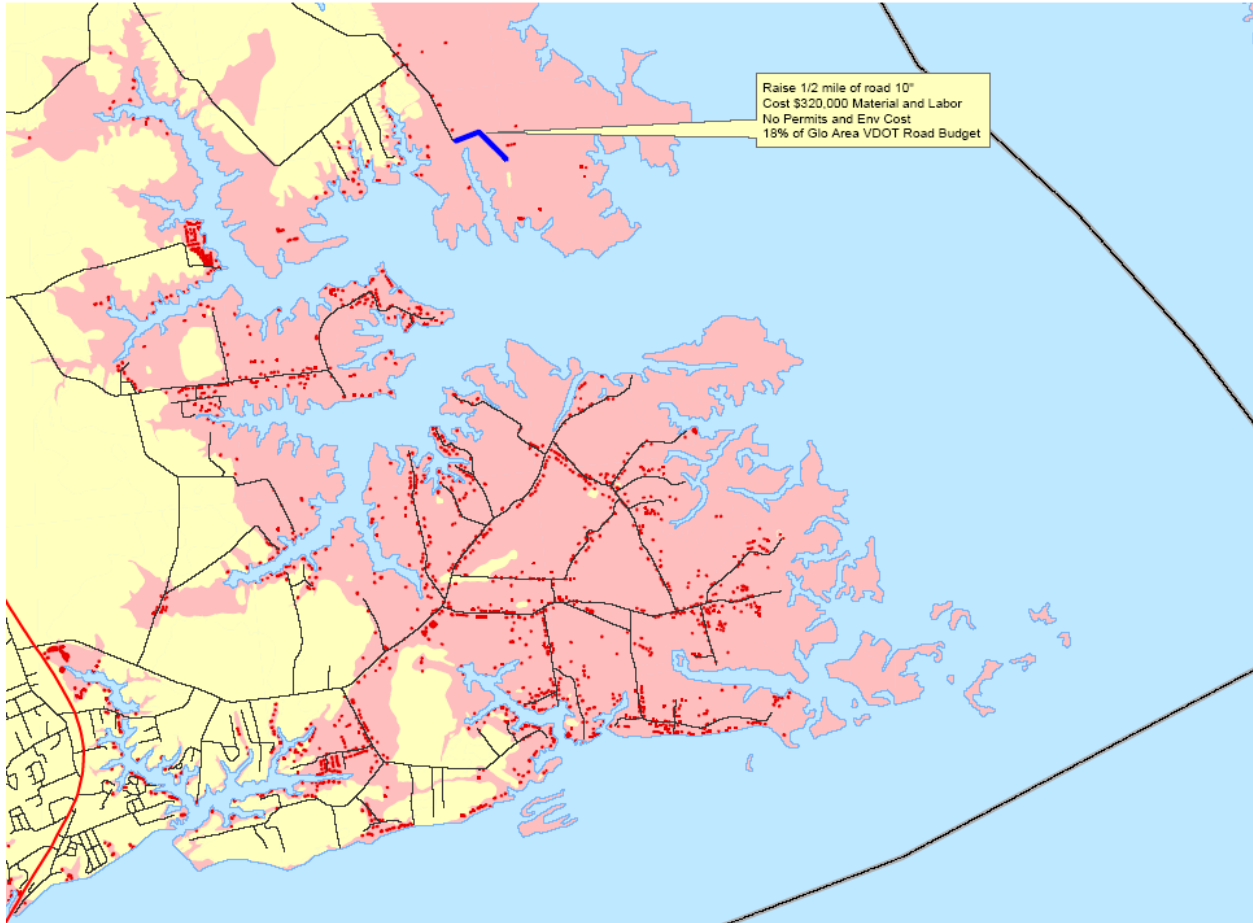 Raise 1/2 mile of road 10"
Cost $320,000 Material and Labor
No Permits and Env Cost
18% of Glo Area VDOT Road Budget